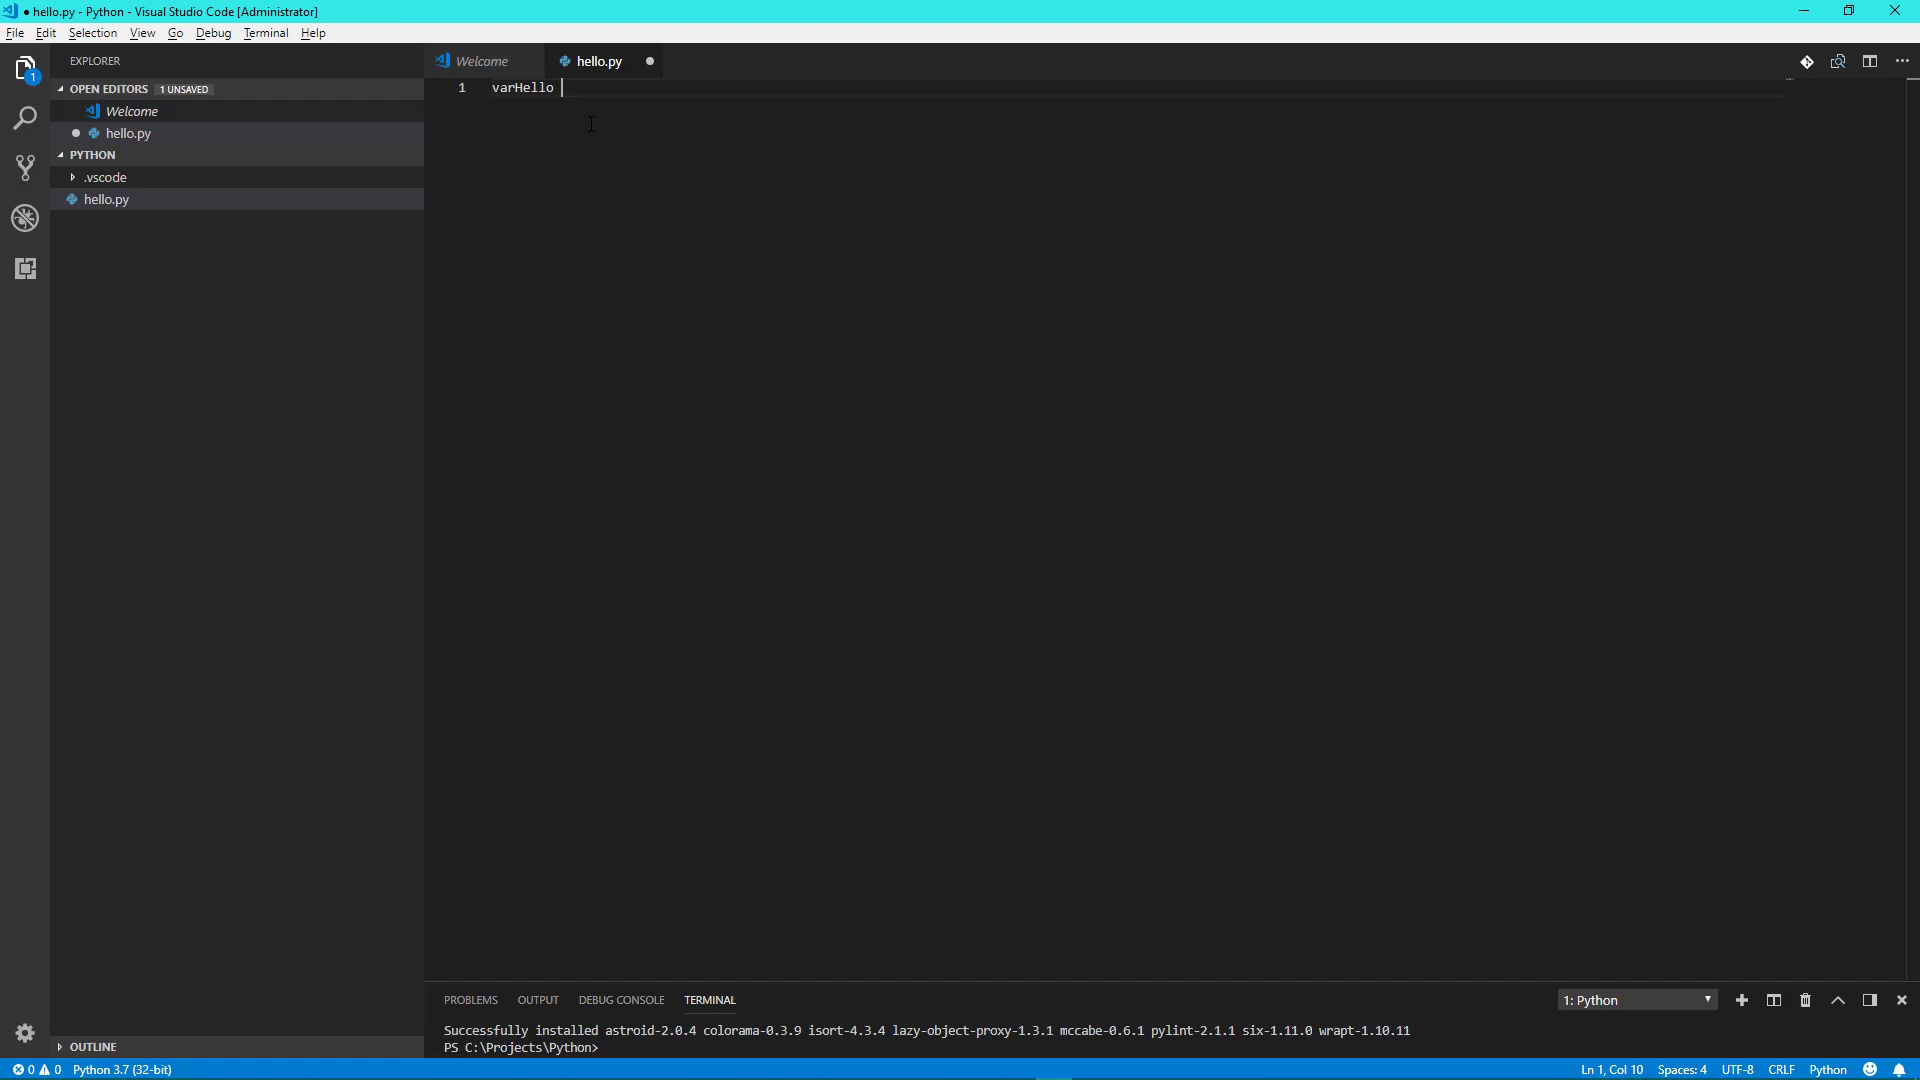 ● hello.py - Python - Visual Studio Code [Administrator]
File Edit Selection View Go Debug Terminal Help
1
EXPLORER
OPEN EDITORS 1 UNSAVED
Welcome
hello.py
PYTHON
.vscode
hello.py
OUTLINE
Welcome hello.py
1 varHello
PROBLEMS OUTPUT DEBUG CONSOLE TERMINAL 1: Python
Successfully installed astroid-2.0.4 colorama-0.3.9 isort-4.3.4 lazy-object-proxy-1.3.1 mccabe-0.6.1 pylint-2.1.1 six-1.11.0 wrapt-1.10.11
PS C:\Projects\Python>
0 0 Python 3.7 (32-bit) Ln 1, Col 10 Spaces: 4 UTF-8 CRLF Python